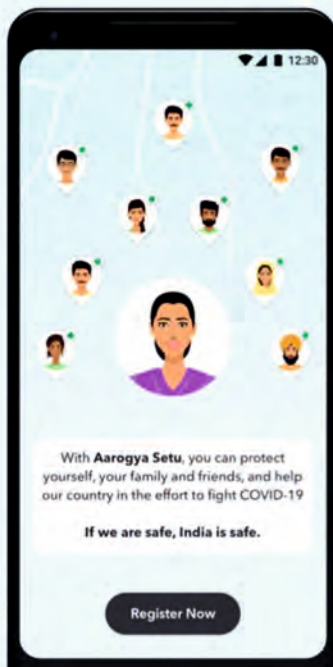 12:30
With Aarogya Setu, you can protect
yourself, your family and friends, and help
our country in the effort to fight COVID-19
If we are safe, India is safe.
Register Now